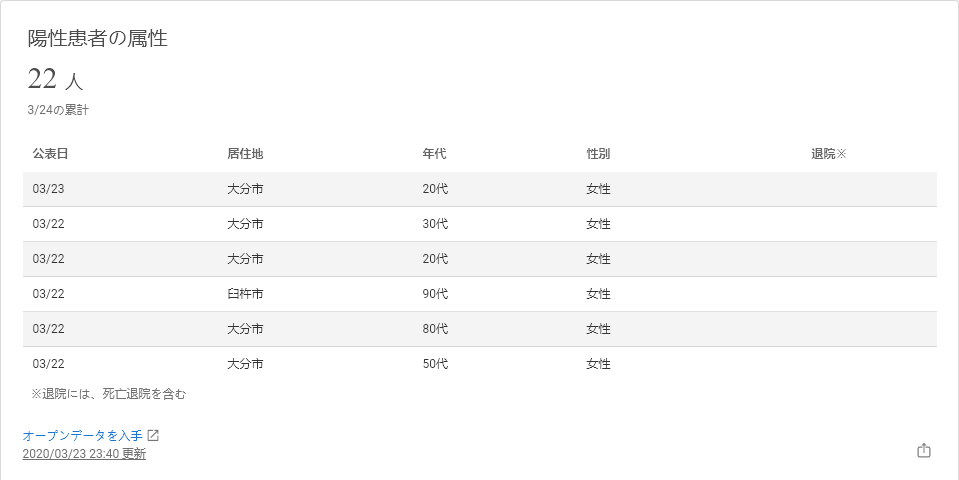 陽性患者の属性
22 人
3/24の累計
公表日 居住地 年代 性別 退院※
03/23 大分市 20代 女性
03/22 大分市 30代 女性
03/22 大分市 20代 女性
03/22 臼杵市 90代 女性
03/22 大分市 80代 女性
03/22 大分市 50代 女性
※退院には、死亡退院を含む
オープンデータを入手
2020/03/23 23:40 更新